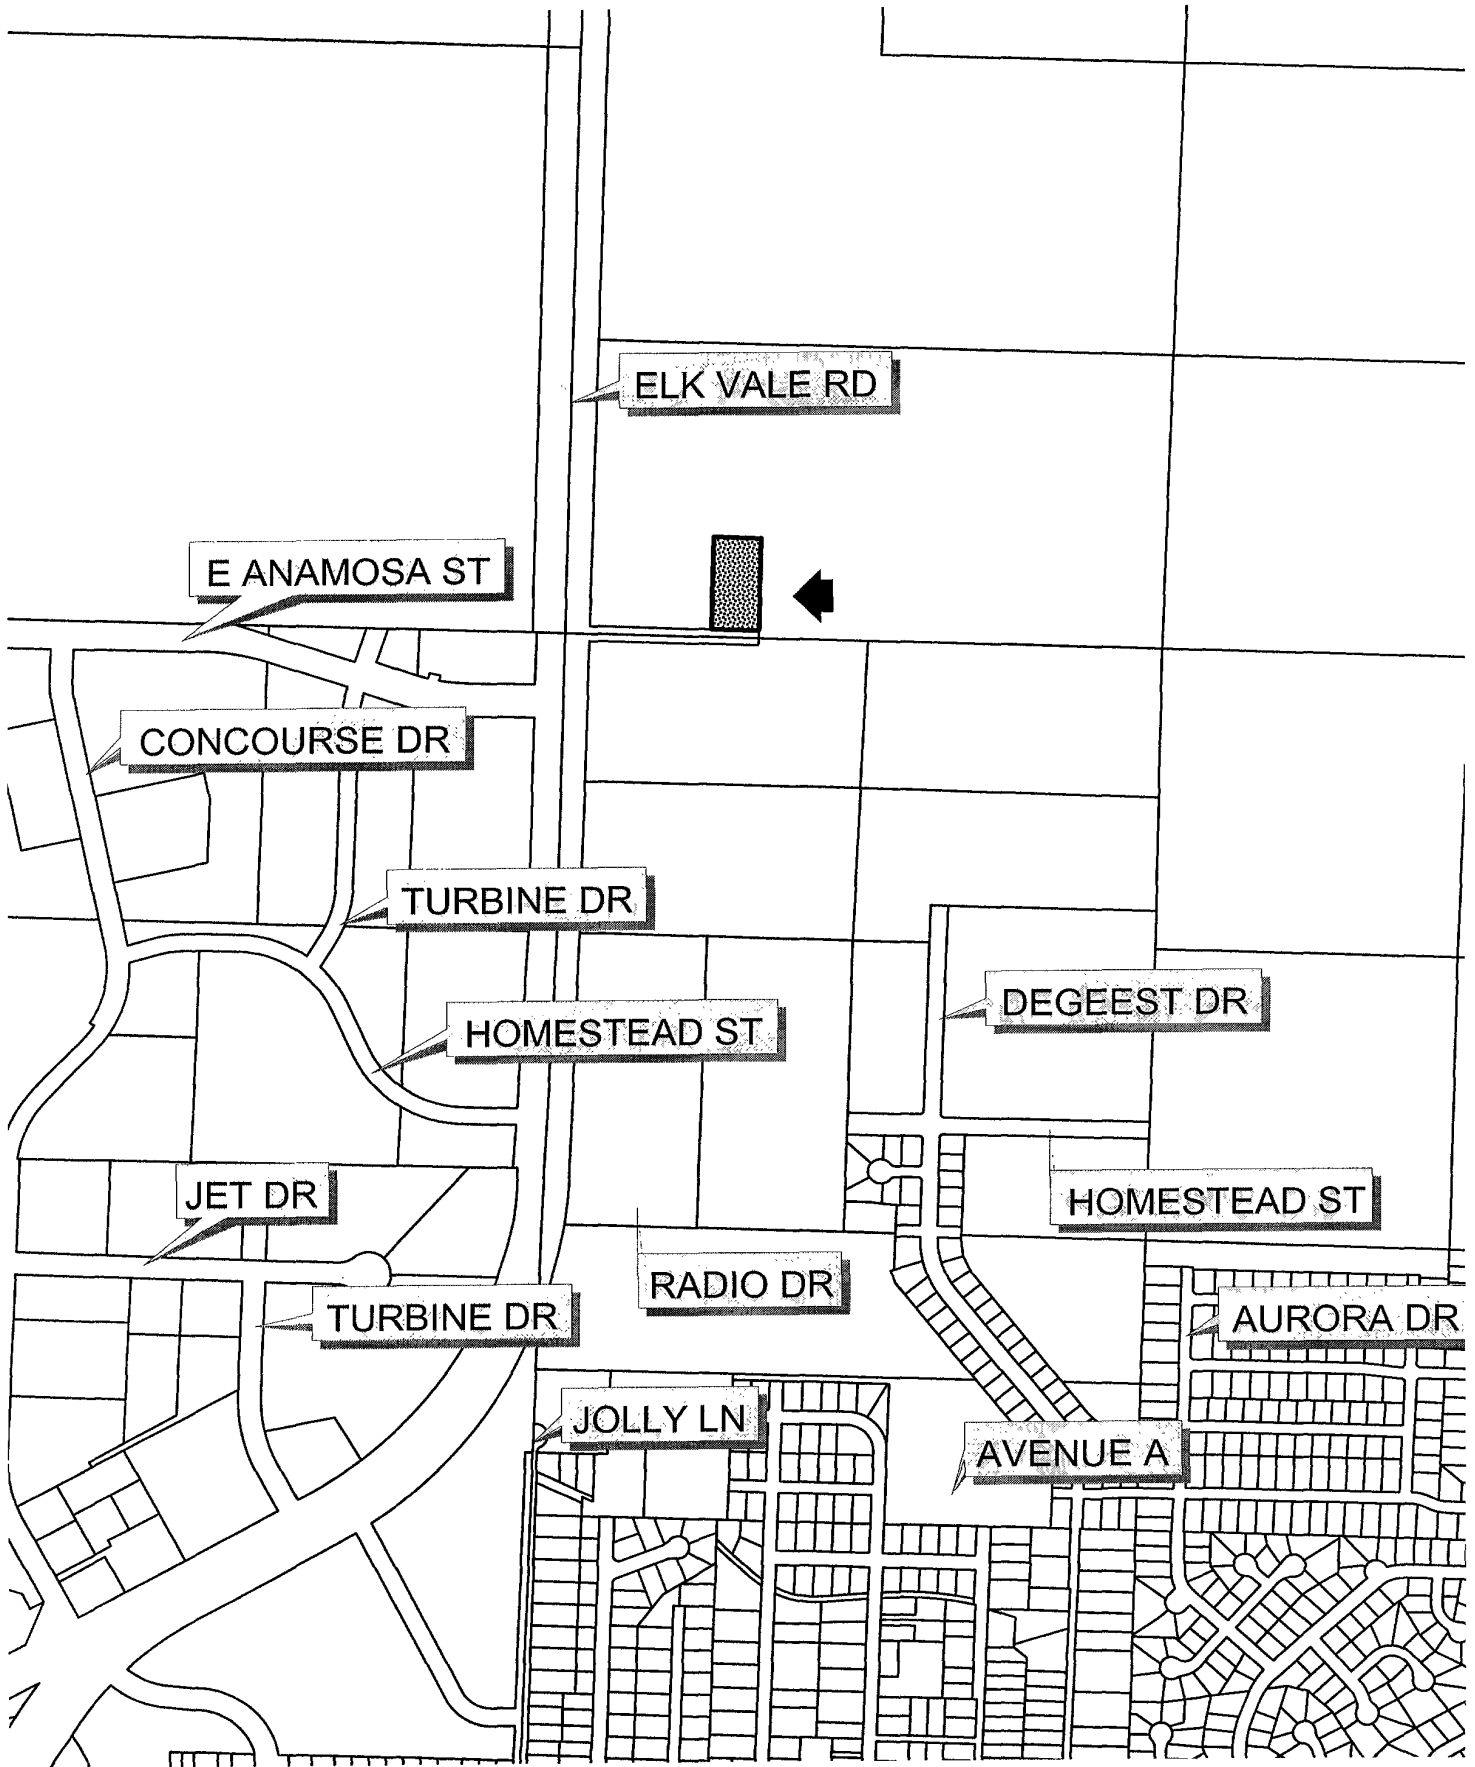 ELK VALE RD
E ANAMOSA ST
CONCOURSE DR
TURBINE DR
DEGEEST DR
HOMESTEAD ST
JET DR
HOMESTEAD ST
RADIO DR
TURBINE DR
AURORA DR
JOLLY LN
AVENUE A